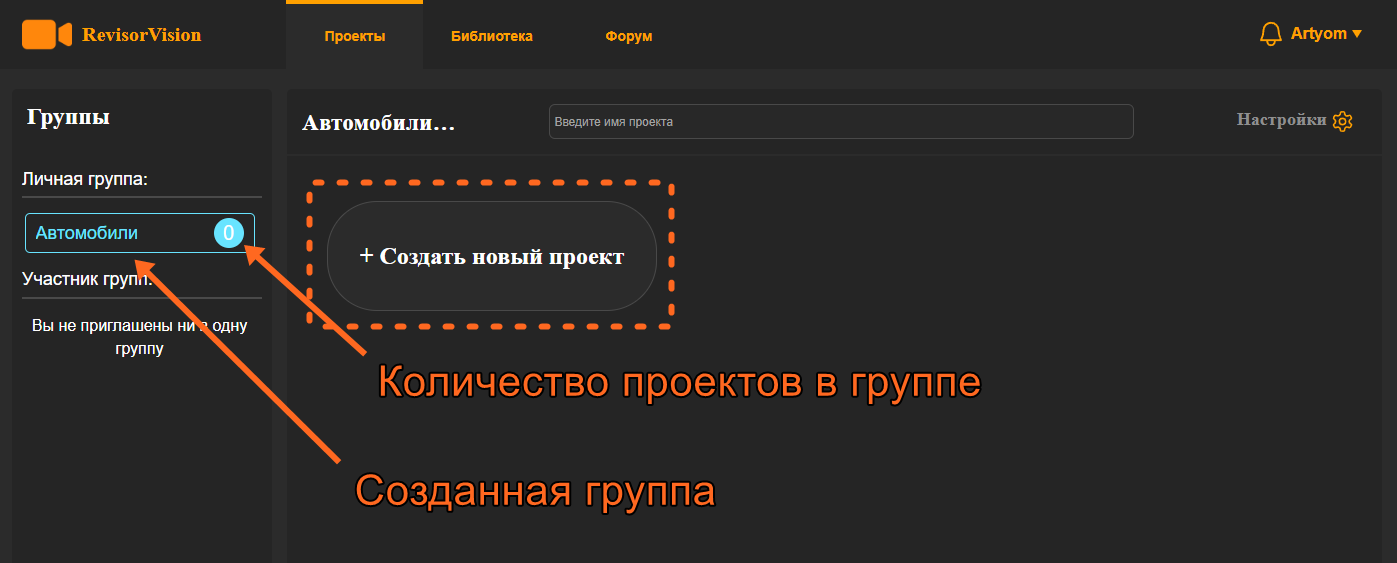 RevisorVision
Проекты
Библиотека
Форум
Artyom
Группы
Личная группа:
Автомобили 0
Участник групп:
Вы не приглашены ни в одну
группу
Автомобили...
Введите имя проекта
Настройки
+ Создать новый проект
Количество проектов в группе
Созданная группа